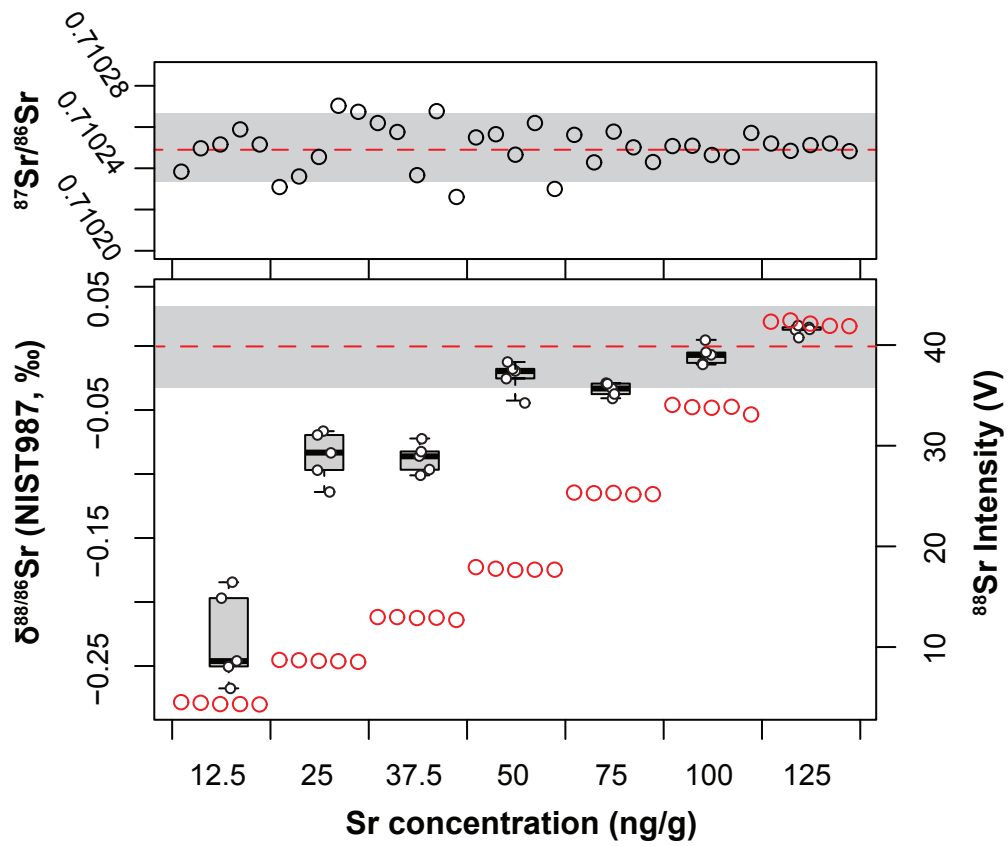 ⁸⁷Sr/⁸⁶Sr
0.71028
0.71024
0.71020
δ⁸⁸/⁸⁶Sr (NIST987, ‰)
0.05
−0.05
−0.15
−0.25
40
30
20
10
⁸⁸Sr Intensity (V)
12.5 25 37.5 50 75 100 125
Sr concentration (ng/g)